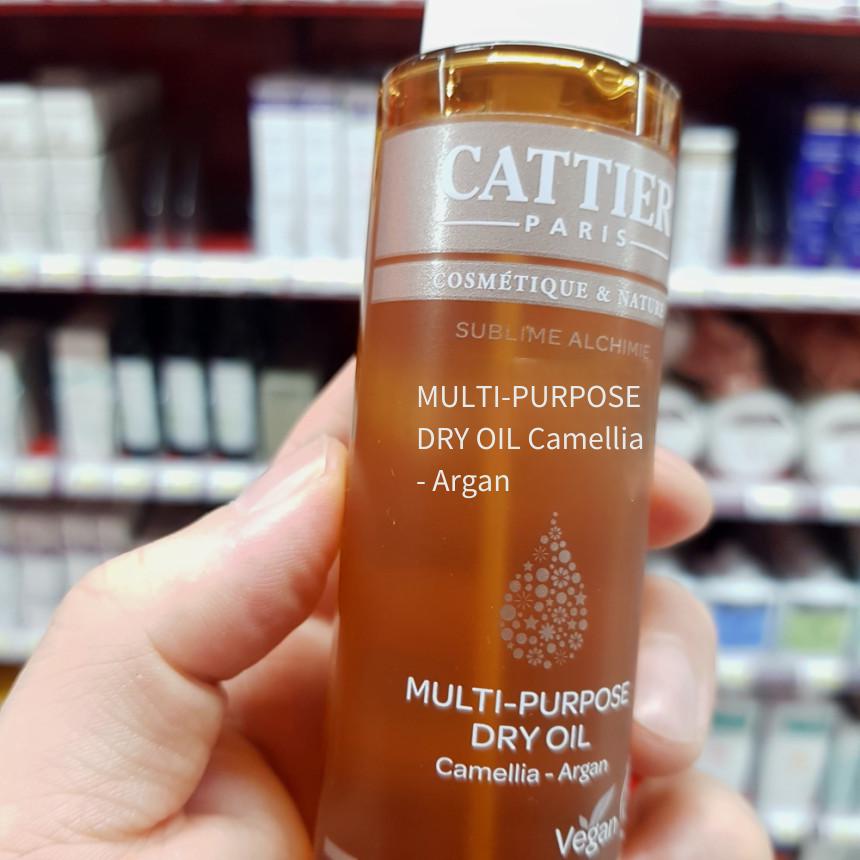 CATTIER
PARIS
COSMÉTIQUE & NATURE
SUBLIME ALCHIMIE
MULTI-PURPOSE
DRY OIL Camellia
- Argan
MULTI-PURPOSE
DRY OIL
Camellia - Argan
Vegan